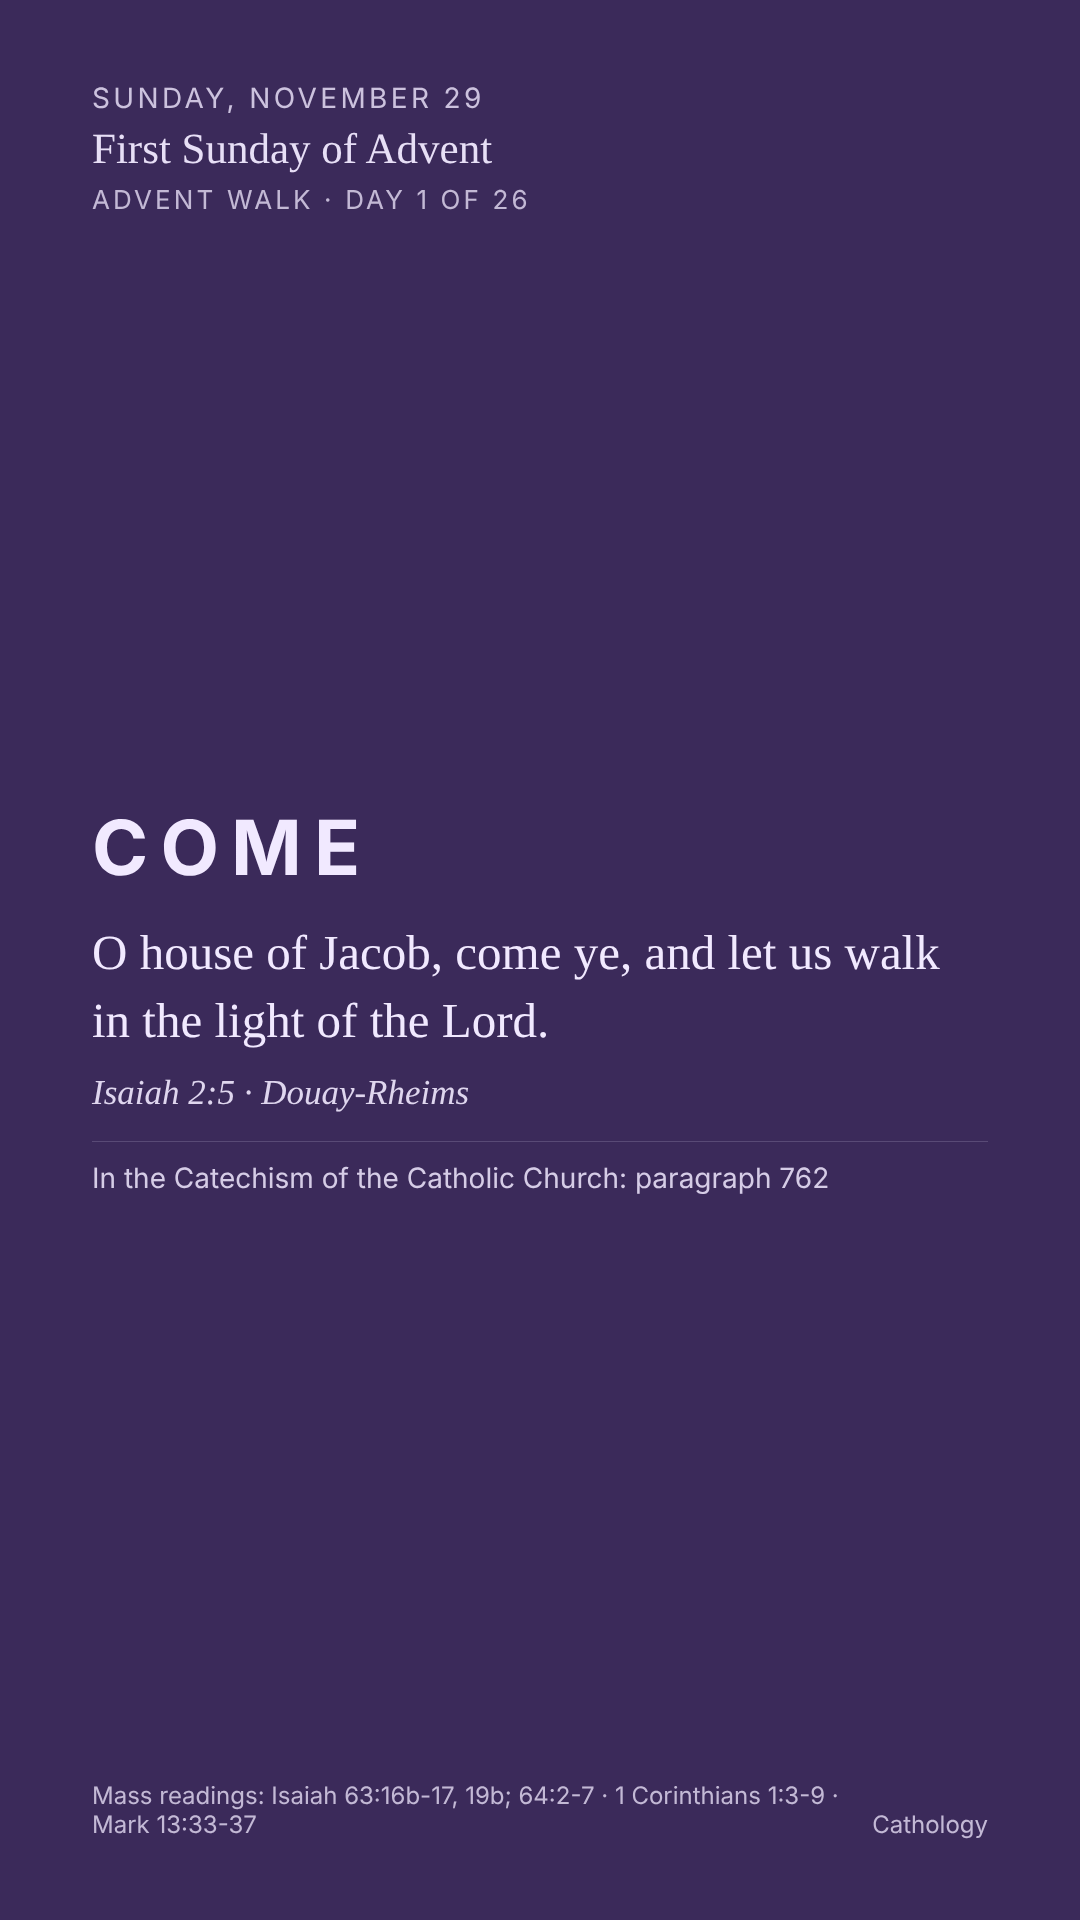 SUNDAY, NOVEMBER 29
First Sunday of Advent
ADVENT WALK · DAY 1 OF 26
COME
O house of Jacob, come ye, and let us walk
in the light of the Lord.
Isaiah 2:5 · Douay-Rheims
In the Catechism of the Catholic Church: paragraph 762
Mass readings: Isaiah 63:16b-17, 19b; 64:2-7 · 1 Corinthians 1:3-9 ·
Mark 13:33-37
Cathology